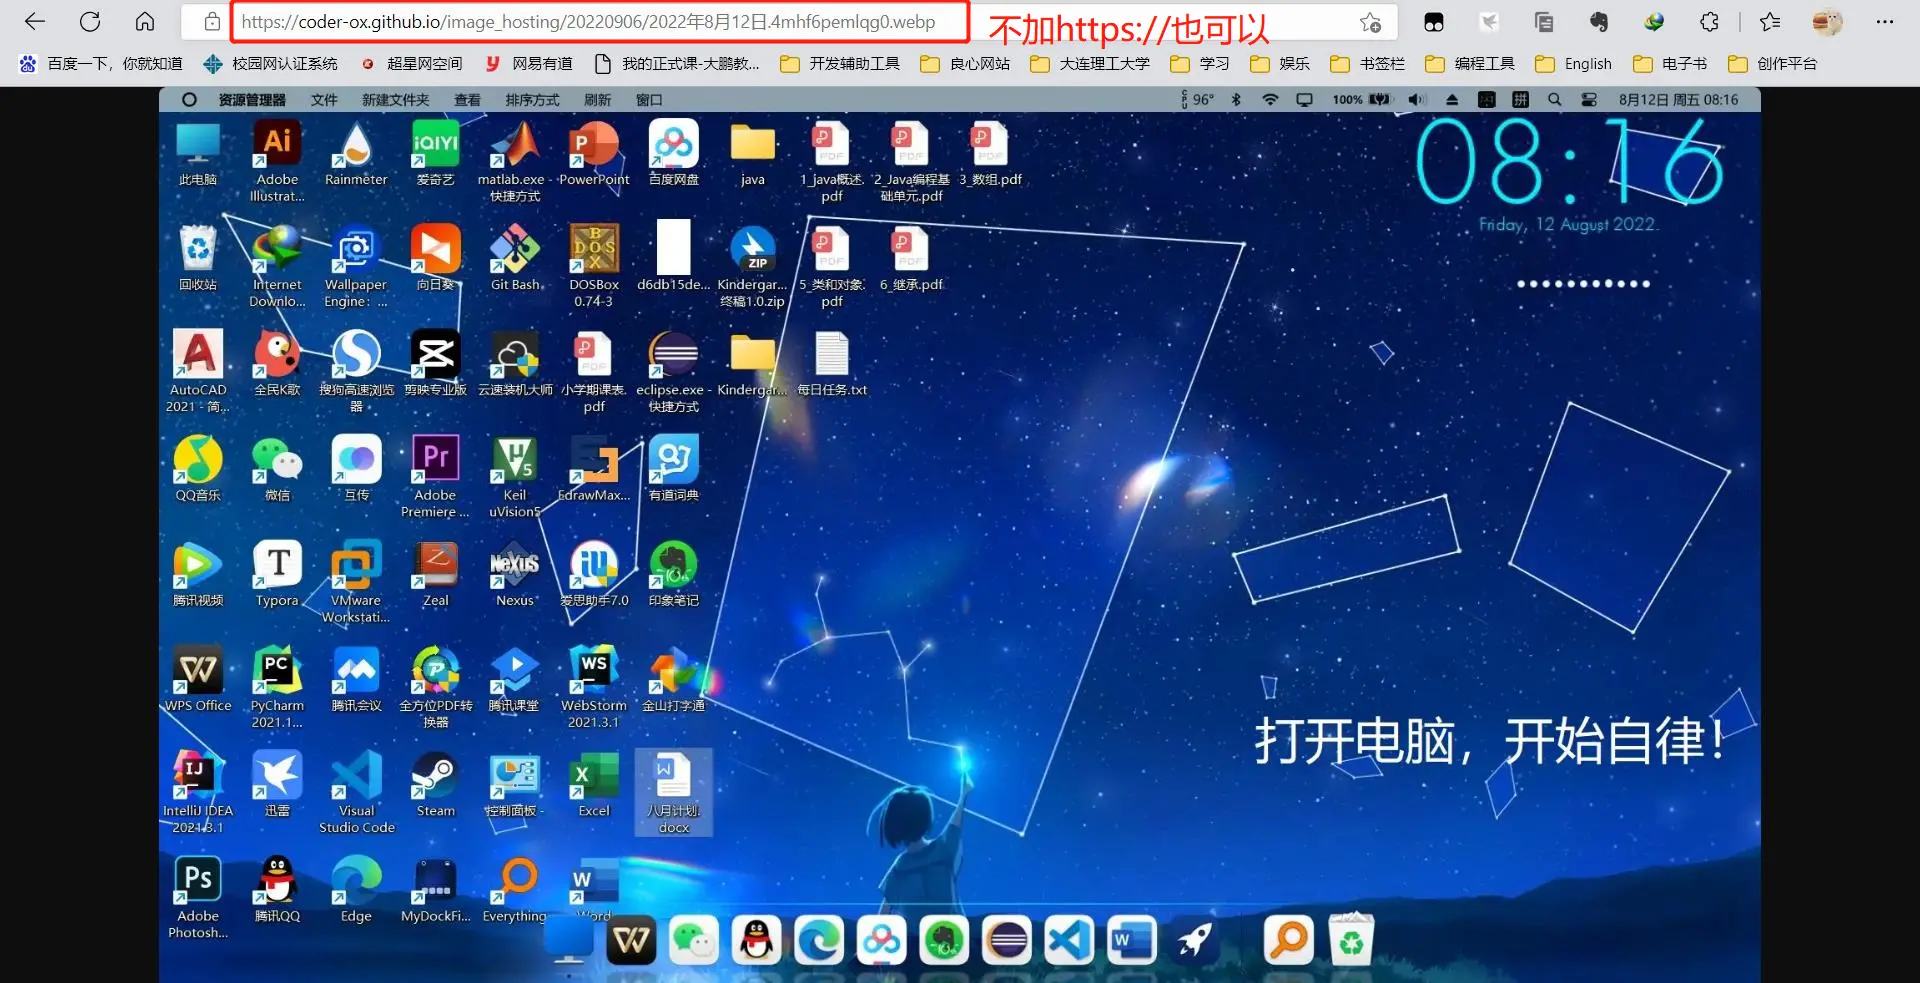 https://coder-ox.github.io/image_hosting/20220906/2022年8月12日.4mhf6pemlqg0.webp
不加https://也可以
百度一下，你就知道 校园网认证系统 超星网空间 网易有道 我的正式课-大鹏教... 开发辅助工具 良心网站 大连理工大学 学习 娱乐 书签栏 编程工具 English 电子书 创作平台
资源管理器 文件 新建文件夹 查看 排序方式 刷新 窗口 CPU 96° 100% 拼 8月12日 周五 08:16
08:16
Friday, 12 August 2022.
此电脑 Adobe Illustrat... Rainmeter 爱奇艺 matlab.exe - 快捷方式 PowerPoint 百度网盘 java 1_java概述.pdf 2_Java编程基础单元.pdf 3_数组.pdf
回收站 Internet Downlo... Wallpaper Engine：... 向日葵 Git Bash DOSBox 0.74-3 d6db15de... Kindergar... 终稿1.0.zip 5_类和对象.pdf 6_继承.pdf
AutoCAD 2021 - 简... 全民K歌 搜狗高速浏览器 剪映专业版 云速装机大师 小学期课表.pdf eclipse.exe - 快捷方式 Kindergar... 每日任务.txt
QQ音乐 微信 互传 Adobe Premiere ... Keil uVision5 EdrawMax... 有道词典
腾讯视频 Typora VMware Workstati... Zeal Nexus 爱思助手7.0 印象笔记
WPS Office PyCharm 2021.1... 腾讯会议 全方位PDF转换器 腾讯课堂 WebStorm 2021.3.1 金山打字通
打开电脑，开始自律！
IntelliJ IDEA 2021.3.1 迅雷 Visual Studio Code Steam 控制面板 - Excel 八月计划.docx
Adobe Photosh... 腾讯QQ Edge MyDockFi... Everything Word